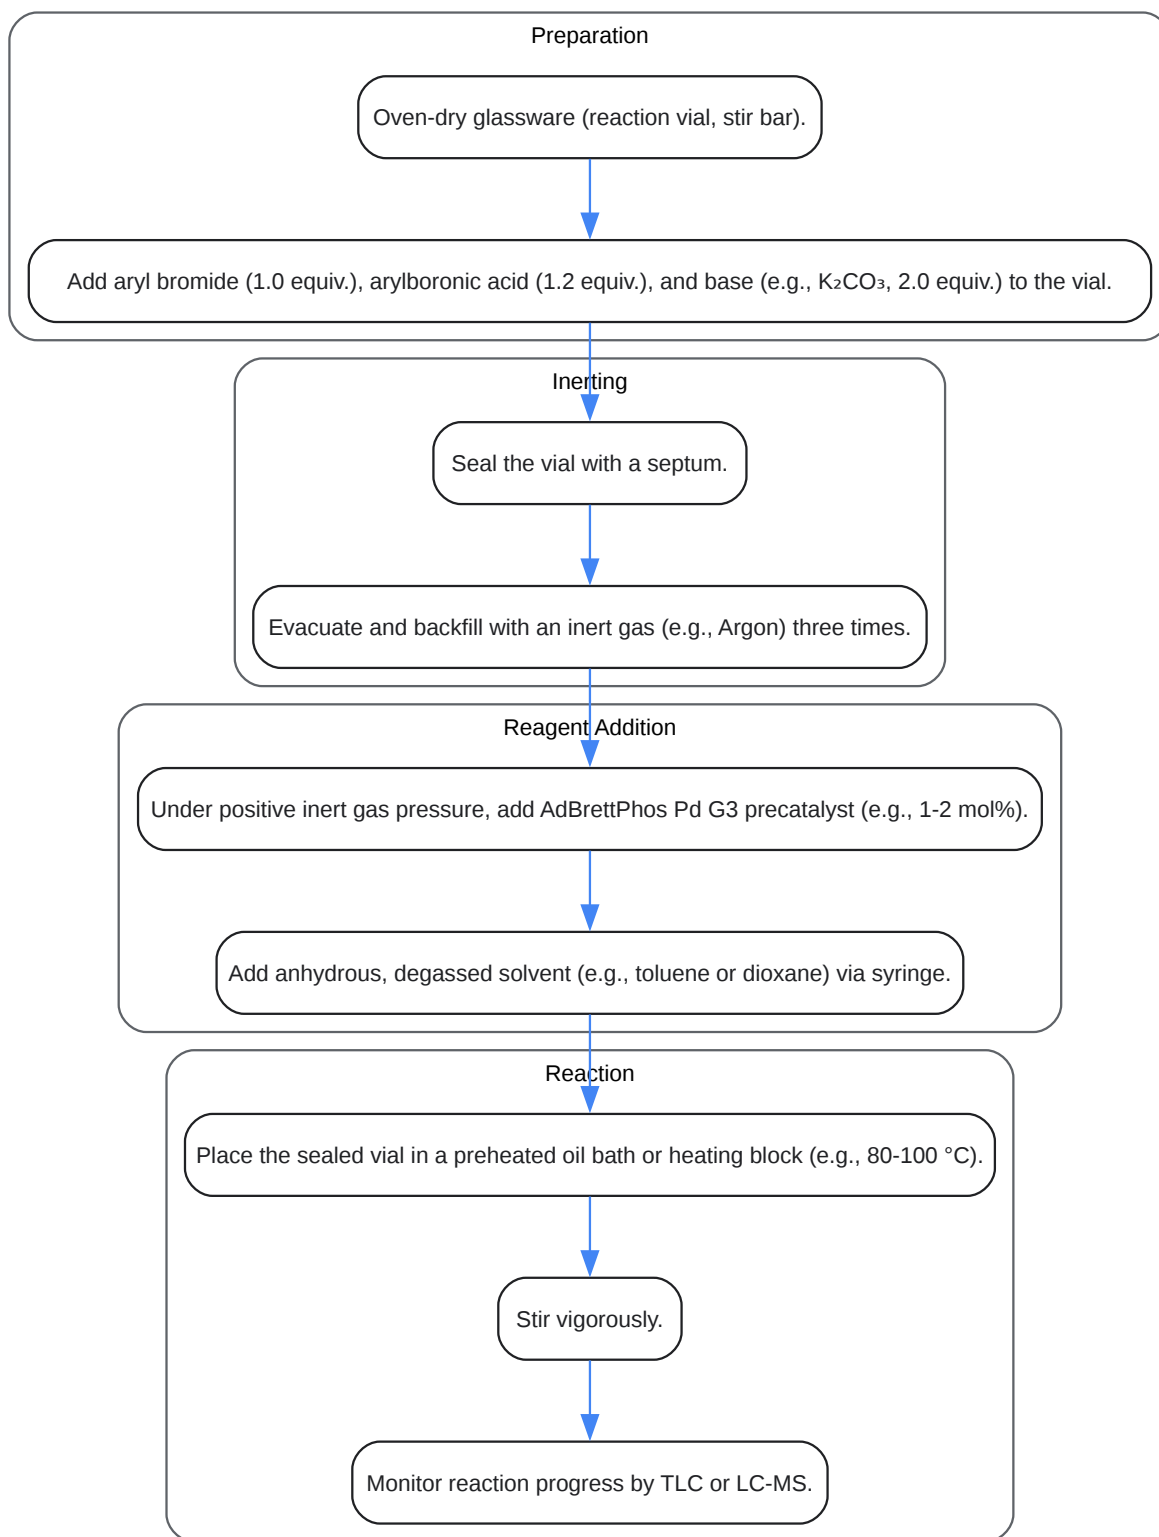 Preparation
Oven-dry glassware (reaction vial, stir bar).
Add aryl bromide (1.0 equiv.), arylboronic acid (1.2 equiv.), and base (e.g., K₂CO₃, 2.0 equiv.) to the vial.
Inerting
Seal the vial with a septum.
Evacuate and backfill with an inert gas (e.g., Argon) three times.
Reagent Addition
Under positive inert gas pressure, add AdBrettPhos Pd G3 precatalyst (e.g., 1-2 mol%).
Add anhydrous, degassed solvent (e.g., toluene or dioxane) via syringe.
Reaction
Place the sealed vial in a preheated oil bath or heating block (e.g., 80-100 °C).
Stir vigorously.
Monitor reaction progress by TLC or LC-MS.